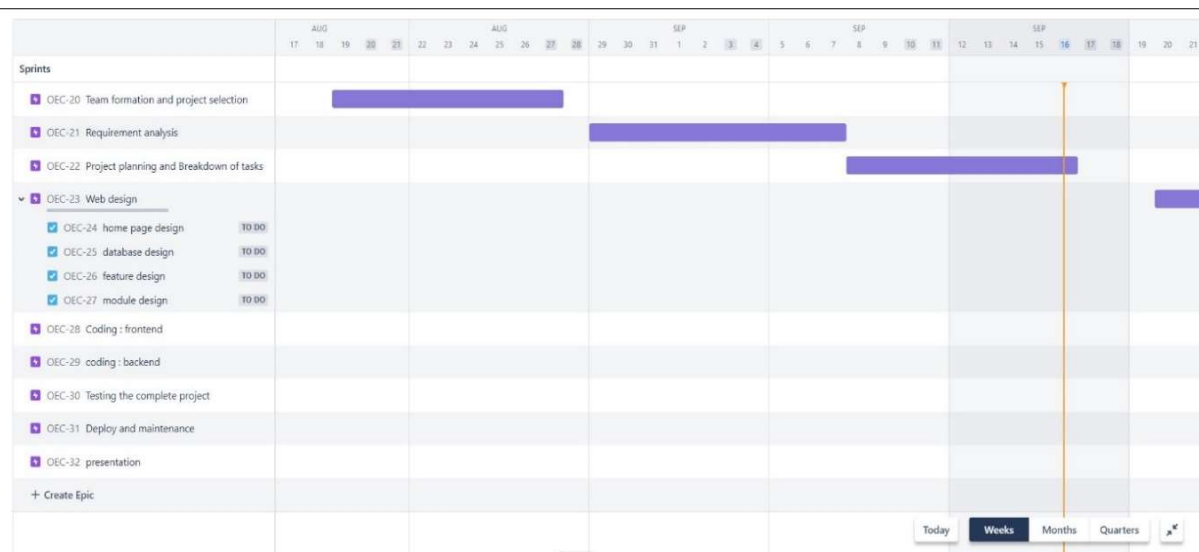 AUG AUG SEP SEP SEP
17 18 19 20 21 22 23 24 25 26 27 28 29 30 31 1 2 3 4 5 6 7 8 9 10 11 12 13 14 15 16 17 18 19 20 21
Sprints
OEC-20 Team formation and project selection
OEC-21 Requirement analysis
OEC-22 Project planning and Breakdown of tasks
OEC-23 Web design
OEC-24 home page design TO DO
OEC-25 database design TO DO
OEC-26 feature design TO DO
OEC-27 module design TO DO
OEC-28 Coding : frontend
OEC-29 coding : backend
OEC-30 Testing the complete project
OEC-31 Deploy and maintenance
OEC-32 presentation
+ Create Epic
Today Weeks Months Quarters